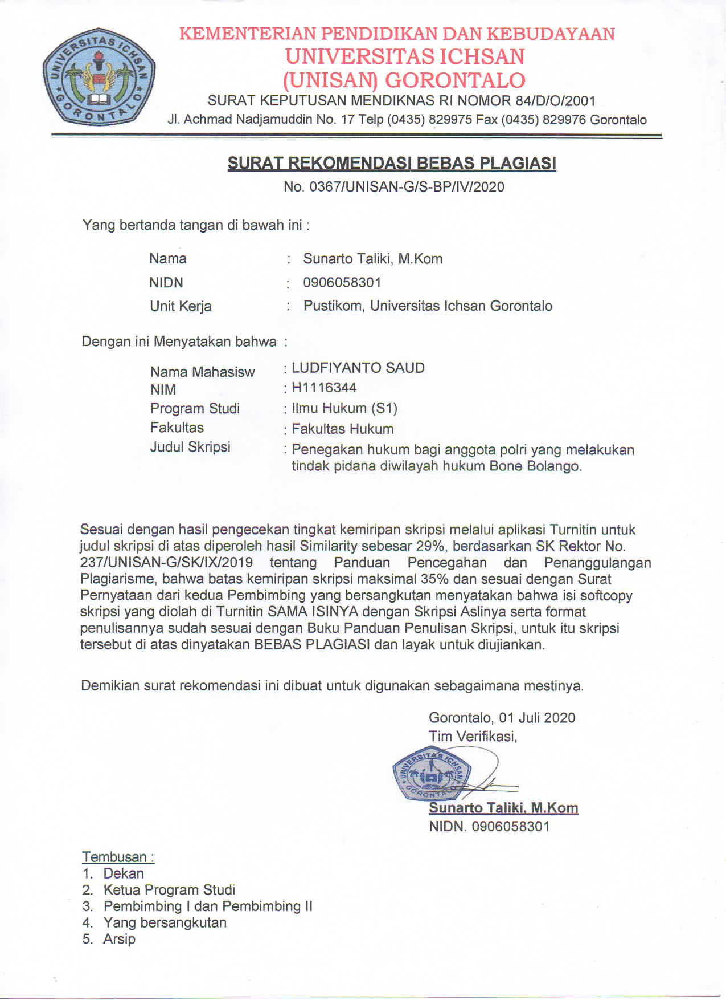 KEMENTERIAN PENDIDIKAN DAN KEBUDAYAAN
UNIVERSITAS ICHSAN
(UNISAN) GORONTALO
SURAT KEPUTUSAN MENDIKNAS RI NOMOR 84/D/O/2001
Jl. Achmad Nadjamuddin No. 17 Telp (0435) 829975 Fax (0435) 829976 Gorontalo
UNIVERSITAS ICHSAN
GORONTALO
SURAT REKOMENDASI BEBAS PLAGIASI
No. 0367/UNISAN-G/S-BP/IV/2020
Yang bertanda tangan di bawah ini :
Nama : Sunarto Taliki, M.Kom
NIDN : 0906058301
Unit Kerja : Pustikom, Universitas Ichsan Gorontalo
Dengan ini Menyatakan bahwa :
Nama Mahasisw : LUDFIYANTO SAUD
NIM : H1116344
Program Studi : Ilmu Hukum (S1)
Fakultas : Fakultas Hukum
Judul Skripsi : Penegakan hukum bagi anggota polri yang melakukan
tindak pidana diwilayah hukum Bone Bolango.
Sesuai dengan hasil pengecekan tingkat kemiripan skripsi melalui aplikasi Turnitin untuk
judul skripsi di atas diperoleh hasil Similarity sebesar 29%, berdasarkan SK Rektor No.
237/UNISAN-G/SK/IX/2019 tentang Panduan Pencegahan dan Penanggulangan
Plagiarisme, bahwa batas kemiripan skripsi maksimal 35% dan sesuai dengan Surat
Pernyataan dari kedua Pembimbing yang bersangkutan menyatakan bahwa isi softcopy
skripsi yang diolah di Turnitin SAMA ISINYA dengan Skripsi Aslinya serta format
penulisannya sudah sesuai dengan Buku Panduan Penulisan Skripsi, untuk itu skripsi
tersebut di atas dinyatakan BEBAS PLAGIASI dan layak untuk diujiankan.
Demikian surat rekomendasi ini dibuat untuk digunakan sebagaimana mestinya.
Gorontalo, 01 Juli 2020
Tim Verifikasi,
UNIVERSITAS ICHSAN
GORONTALO
Sunarto Taliki, M.Kom
NIDN. 0906058301
Tembusan :
1. Dekan
2. Ketua Program Studi
3. Pembimbing I dan Pembimbing II
4. Yang bersangkutan
5. Arsip